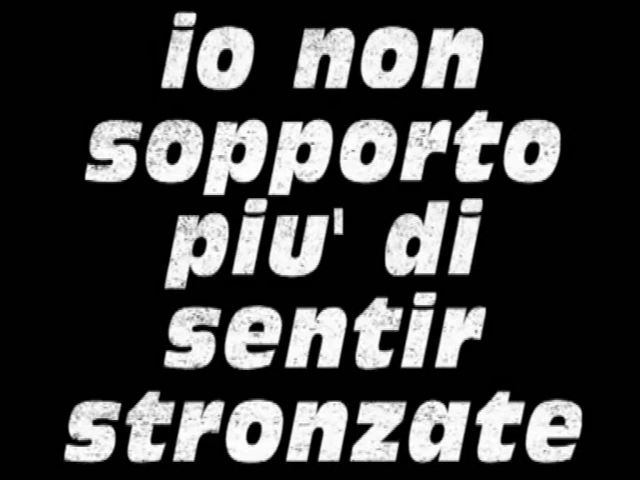 io non
sopporto
piu' di
sentir
stronzate